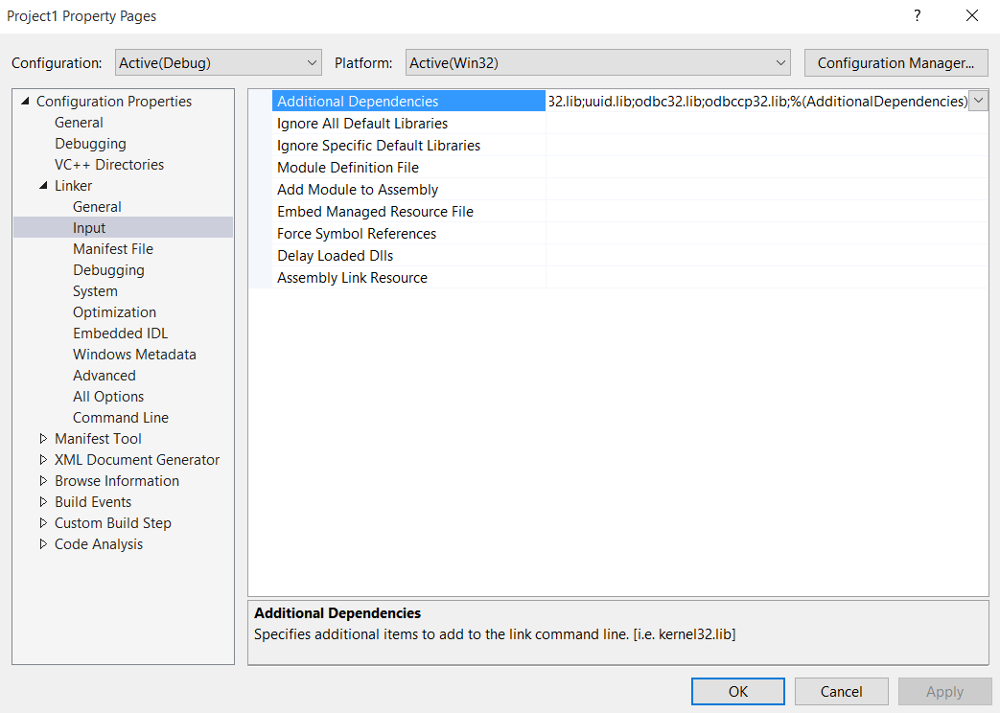 Project1 Property Pages
?
Configuration: Active(Debug) Platform: Active(Win32) Configuration Manager...
Configuration Properties
General
Debugging
VC++ Directories
Linker
General
Input
Manifest File
Debugging
System
Optimization
Embedded IDL
Windows Metadata
Advanced
All Options
Command Line
Manifest Tool
XML Document Generator
Browse Information
Build Events
Custom Build Step
Code Analysis
Additional Dependencies 32.lib;uuid.lib;odbc32.lib;odbccp32.lib;%(AdditionalDependencies)
Ignore All Default Libraries
Ignore Specific Default Libraries
Module Definition File
Add Module to Assembly
Embed Managed Resource File
Force Symbol References
Delay Loaded Dlls
Assembly Link Resource
Additional Dependencies
Specifies additional items to add to the link command line. [i.e. kernel32.lib]
OK Cancel Apply